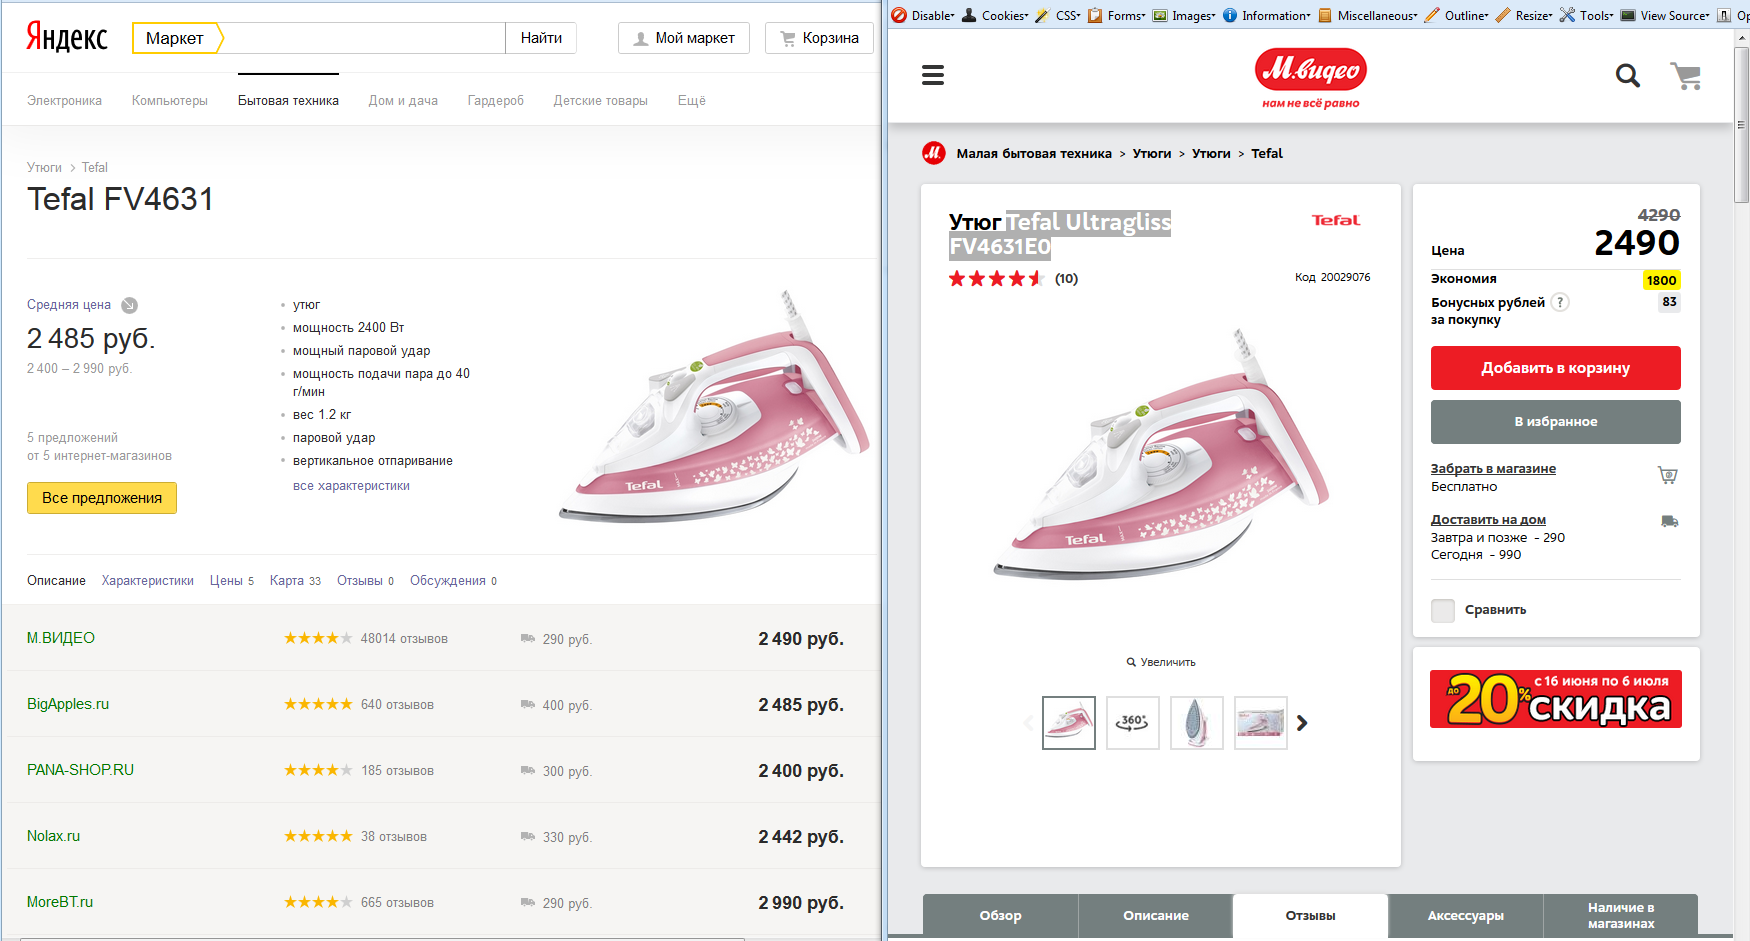 Яндекс
Маркет
Найти
Мой маркет
Корзина
Электроника
Компьютеры
Бытовая техника
Дом и дача
Гардероб
Детские товары
Ещё
Утюги > Tefal
Tefal FV4631
Средняя цена
2 485 руб.
2 400 – 2 990 руб.
5 предложений
от 5 интернет-магазинов
Все предложения
утюг
мощность 2400 Вт
мощный паровой удар
мощность подачи пара до 40
г/мин
вес 1.2 кг
паровой удар
вертикальное отпаривание
все характеристики
Tefal
Описание
Характеристики
Цены 5
Карта 33
Отзывы 0
Обсуждения 0
М.ВИДЕО 48014 отзывов 290 руб. 2 490 руб.
BigApples.ru 640 отзывов 400 руб. 2 485 руб.
PANA-SHOP.RU 185 отзывов 300 руб. 2 400 руб.
Nolax.ru 38 отзывов 330 руб. 2 442 руб.
MoreBT.ru 665 отзывов 290 руб. 2 990 руб.
Disable
Cookies
CSS
Forms
Images
Information
Miscellaneous
Outline
Resize
Tools
View Source
Op
М.видео
нам не всё равно
М. Малая бытовая техника > Утюги > Утюги > Tefal
Утюг Tefal Ultragliss
FV4631E0
(10)
Tefal
Код 20029076
Tefal
Увеличить
360°
4290
Цена 2490
Экономия 1800
Бонусных рублей ? 83
за покупку
Добавить в корзину
В избранное
Забрать в магазине
Бесплатно
Доставить на дом
Завтра и позже - 290
Сегодня - 990
Сравнить
с 16 июня по 6 июля
до 20% скидка
Обзор
Описание
Отзывы
Аксессуары
Наличие в
магазинах